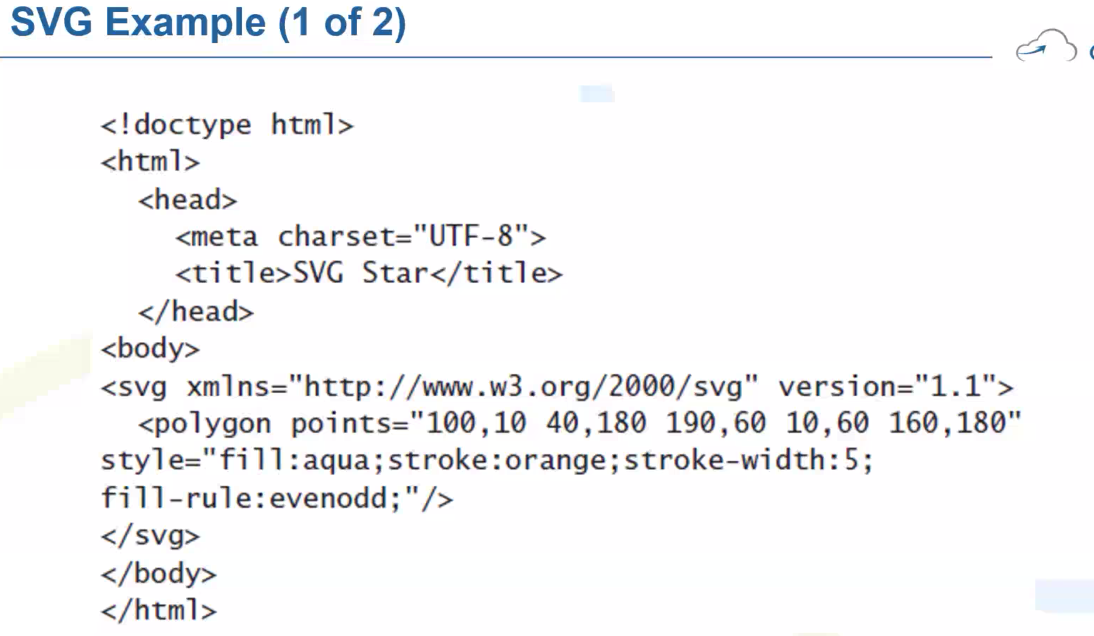 SVG Example (1 of 2)
<!doctype html>
<html>
<head>
<meta charset="UTF-8">
<title>SVG Star</title>
</head>
<body>
<svg xmlns="http://www.w3.org/2000/svg" version="1.1">
<polygon points="100,10 40,180 190,60 10,60 160,180"
style="fill:aqua;stroke:orange;stroke-width:5;
fill-rule:evenodd;"/>
</svg>
</body>
</html>